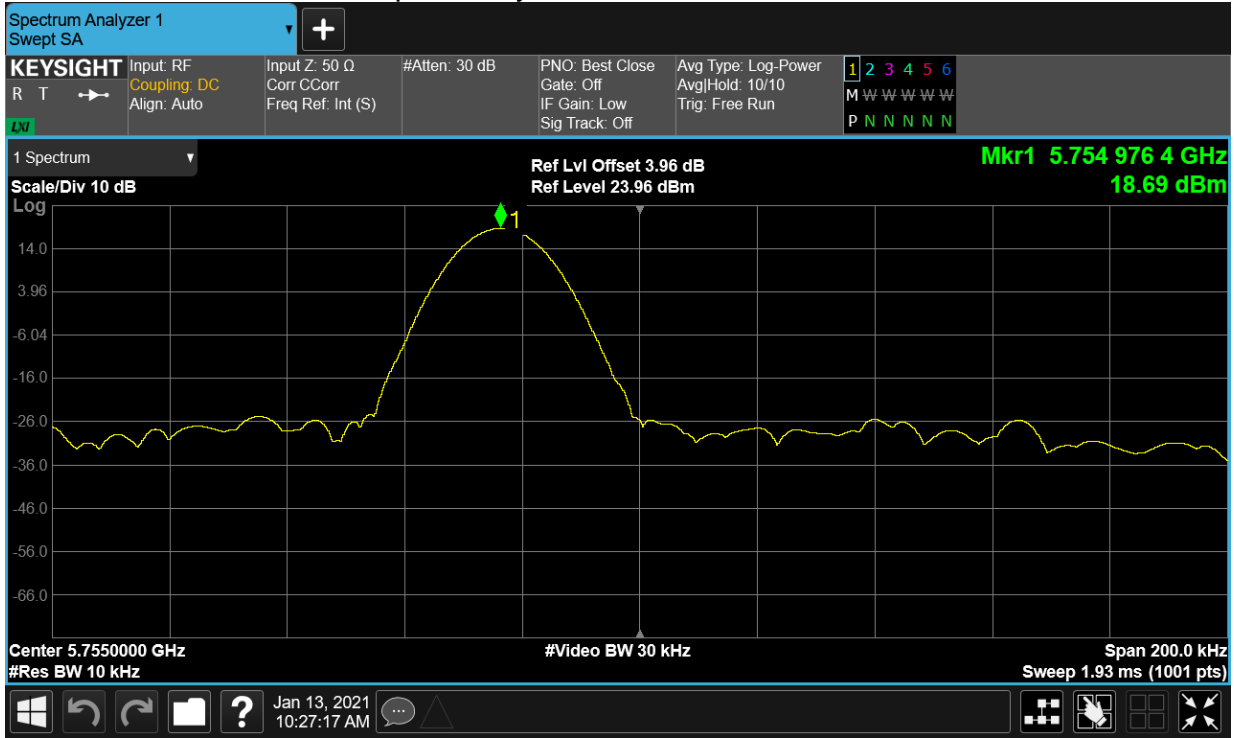 Spectrum Analyzer 1
Swept SA
KEYSIGHT
R T
LXI
Input: RF
Coupling: DC
Align: Auto
Input Z: 50 Ω
Corr CCorr
Freq Ref: Int (S)
#Atten: 30 dB
PNO: Best Close
Gate: Off
IF Gain: Low
Sig Track: Off
Avg Type: Log-Power
Avg|Hold: 10/10
Trig: Free Run
1 2 3 4 5 6
M W W W W W
P N N N N N N
1 Spectrum
Scale/Div 10 dB
Ref Lvl Offset 3.96 dB
Ref Level 23.96 dBm
Mkr1 5.754 976 4 GHz
18.69 dBm
Log
1
14.0
3.96
-6.04
-16.0
-26.0
-36.0
-46.0
-56.0
-66.0
Center 5.7550000 GHz
#Video BW 30 kHz
Span 200.0 kHz
#Res BW 10 kHz
Sweep 1.93 ms (1001 pts)
?
Jan 13, 2021
10:27:17 AM